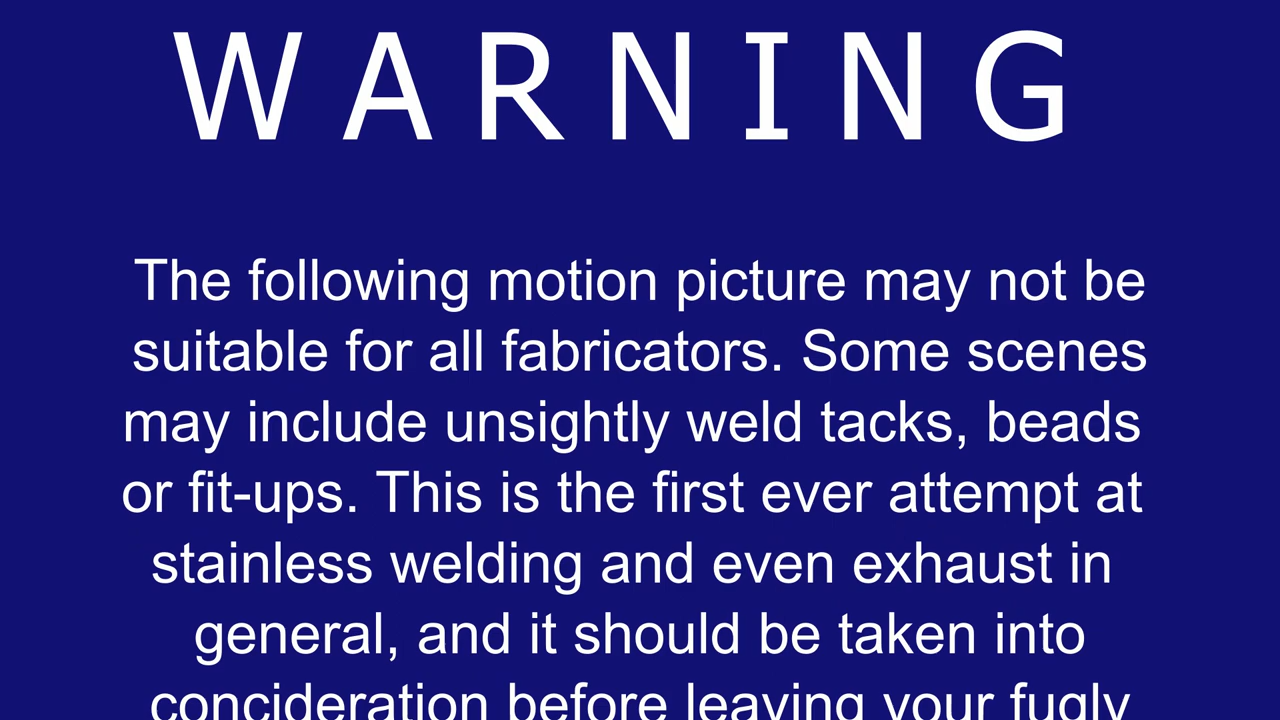 WARNING
The following motion picture may not be
suitable for all fabricators. Some scenes
may include unsightly weld tacks, beads
or fit-ups. This is the first ever attempt at
stainless welding and even exhaust in
general, and it should be taken into
concideration before leaving your fugly